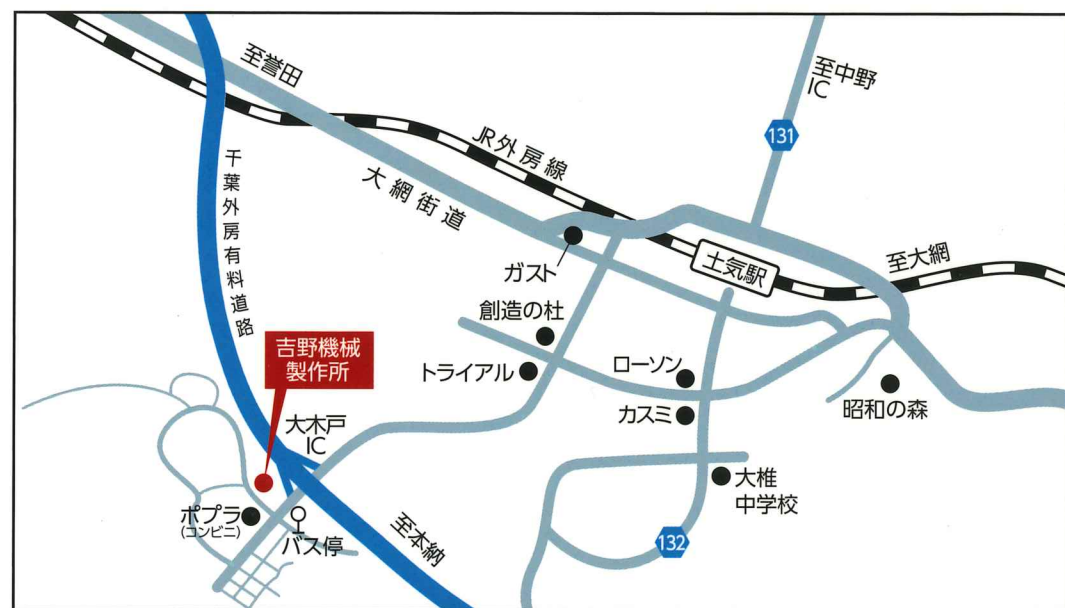 至誉田
至中野
IC
131
JR外房線
大網街道
千葉外房有料道路
ガスト
土気駅
至大網
創造の杜
トライアル
吉野機械
製作所
ローソン
カスミ
昭和の森
大木戸
IC
大椎
中学校
ポプラ
(コンビニ)
バス停
至本納
132